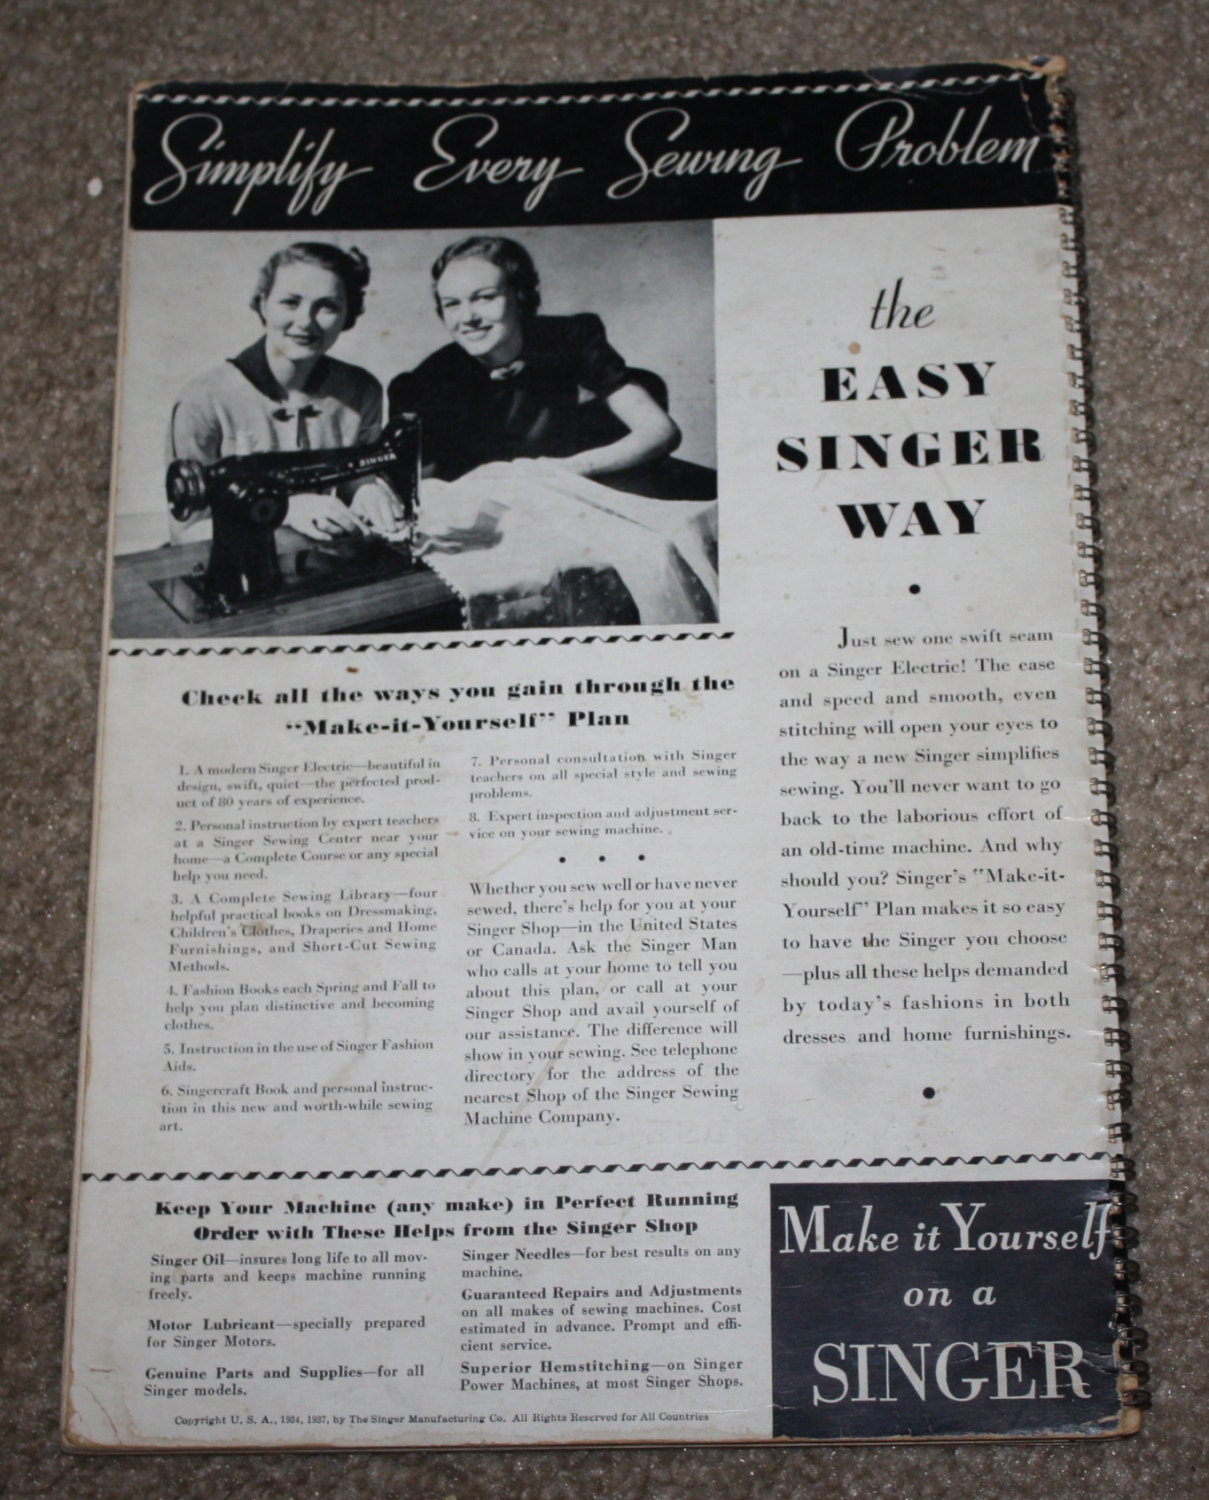 Simplify Every Sewing Problem
SINGER
the
EASY
SINGER
WAY
Just sew one swift seam
on a Singer Electric! The ease
and speed and smooth, even
stitching will open your eyes to
the way a new Singer simplifies
sewing. You'll never want to go
back to the laborious effort of
an old-time machine. And why
should you? Singer's "Make-it-
Yourself" Plan makes it so easy
to have the Singer you choose
—plus all these helps demanded
by today's fashions in both
dresses and home furnishings.
Check all the ways you gain through the
"Make-it-Yourself" Plan
1. A modern Singer Electric—beautiful in
design, swift, quiet—the perfected prod-
uct of 80 years of experience.
2. Personal instruction by expert teachers
at a Singer Sewing Center near your
home—a Complete Course or any special
help you need.
3. A Complete Sewing Library—four
helpful practical books on Dressmaking,
Children's Clothes, Draperies and Home
Furnishings, and Short-Cut Sewing
Methods.
4. Fashion Books each Spring and Fall to
help you plan distinctive and becoming
clothes.
5. Instruction in the use of Singer Fashion
Aids.
6. Singercraft Book and personal instruc-
tion in this new and worth-while sewing
art.
7. Personal consultation with Singer
teachers on all special style and sewing
problems.
8. Expert inspection and adjustment ser-
vice on your sewing machine.
Whether you sew well or have never
sewed, there's help for you at your
Singer Shop—in the United States
or Canada. Ask the Singer Man
who calls at your home to tell you
about this plan, or call at your
Singer Shop and avail yourself of
our assistance. The difference will
show in your sewing. See telephone
directory for the address of the
nearest Shop of the Singer Sewing
Machine Company.
Keep Your Machine (any make) in Perfect Running
Order with These Helps from the Singer Shop
Singer Oil—insures long life to all mov-
ing parts and keeps machine running
freely.
Motor Lubricant—specially prepared
for Singer Motors.
Genuine Parts and Supplies—for all
Singer models.
Singer Needles—for best results on any
machine.
Guaranteed Repairs and Adjustments
on all makes of sewing machines. Cost
estimated in advance. Prompt and effi-
cient service.
Superior Hemstitching—on Singer
Power Machines, at most Singer Shops.
Copyright U. S. A., 1934, 1937, by The Singer Manufacturing Co. All Rights Reserved for All Countries
Make it Yourself
on a
SINGER